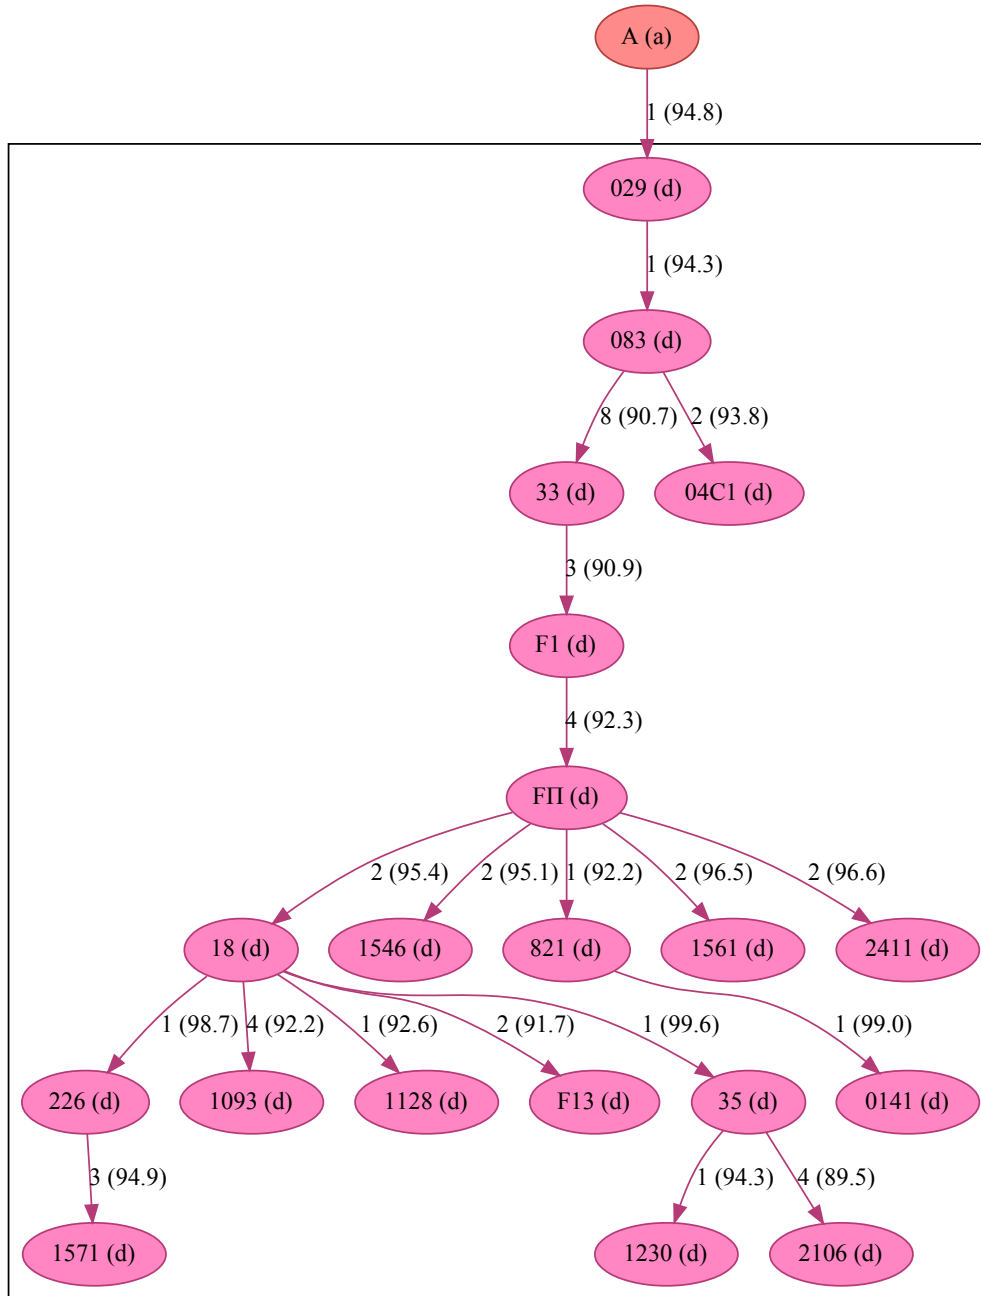 A (a)
1 (94.8)
029 (d)
1 (94.3)
083 (d)
8 (90.7) 2 (93.8)
33 (d) 04C1 (d)
3 (90.9)
F1 (d)
4 (92.3)
FΠ (d)
2 (95.4) 2 (95.1) 1 (92.2) 2 (96.5) 2 (96.6)
18 (d) 1546 (d) 821 (d) 1561 (d) 2411 (d)
1 (98.7) 4 (92.2) 1 (92.6) 2 (91.7) 1 (99.6) 1 (99.0)
226 (d) 1093 (d) 1128 (d) F13 (d) 35 (d) 0141 (d)
3 (94.9) 1 (94.3) 4 (89.5)
1571 (d) 1230 (d) 2106 (d)